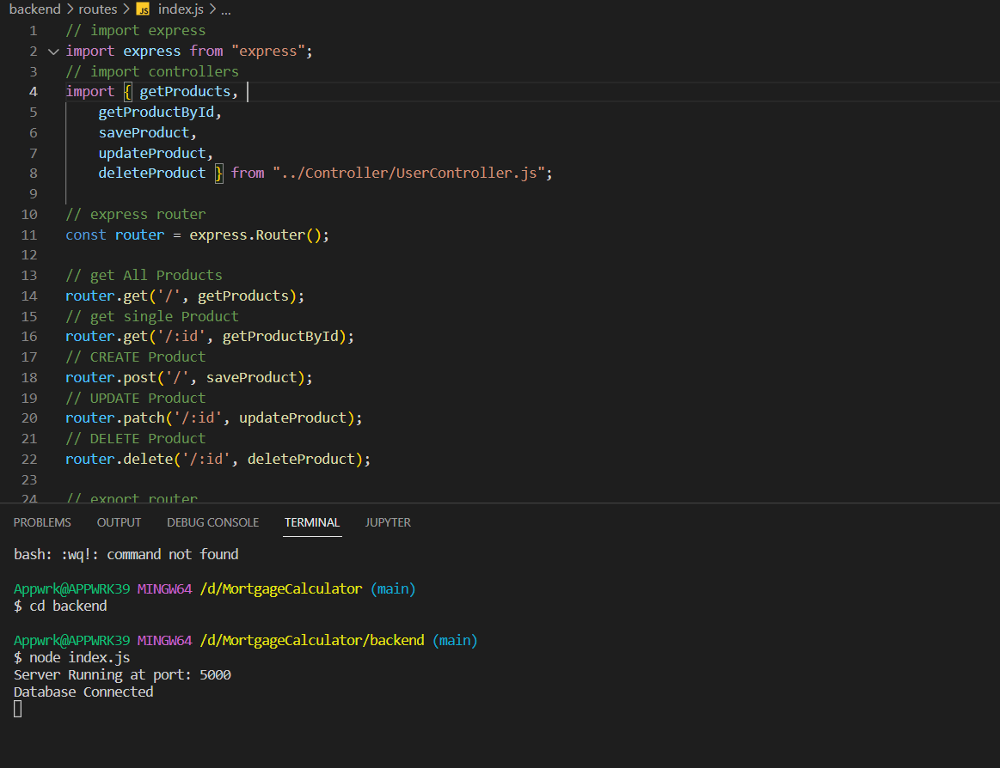 backend > routes > JS index.js > ...
1 // import express
2 import express from "express";
3 // import controllers
4 import { getProducts,
5 getProductById,
6 saveProduct,
7 updateProduct,
8 deleteProduct } from "../Controller/UserController.js";
9
10 // express router
11 const router = express.Router();
12
13 // get All Products
14 router.get('/', getProducts);
15 // get single Product
16 router.get('/:id', getProductById);
17 // CREATE Product
18 router.post('/', saveProduct);
19 // UPDATE Product
20 router.patch('/:id', updateProduct);
21 // DELETE Product
22 router.delete('/:id', deleteProduct);
23
24 // export router
PROBLEMS OUTPUT DEBUG CONSOLE TERMINAL JUPYTER
bash: :wq!: command not found
Appwrk@APPWRK39 MINGW64 /d/MortgageCalculator (main)
$ cd backend
Appwrk@APPWRK39 MINGW64 /d/MortgageCalculator/backend (main)
$ node index.js
Server Running at port: 5000
Database Connected